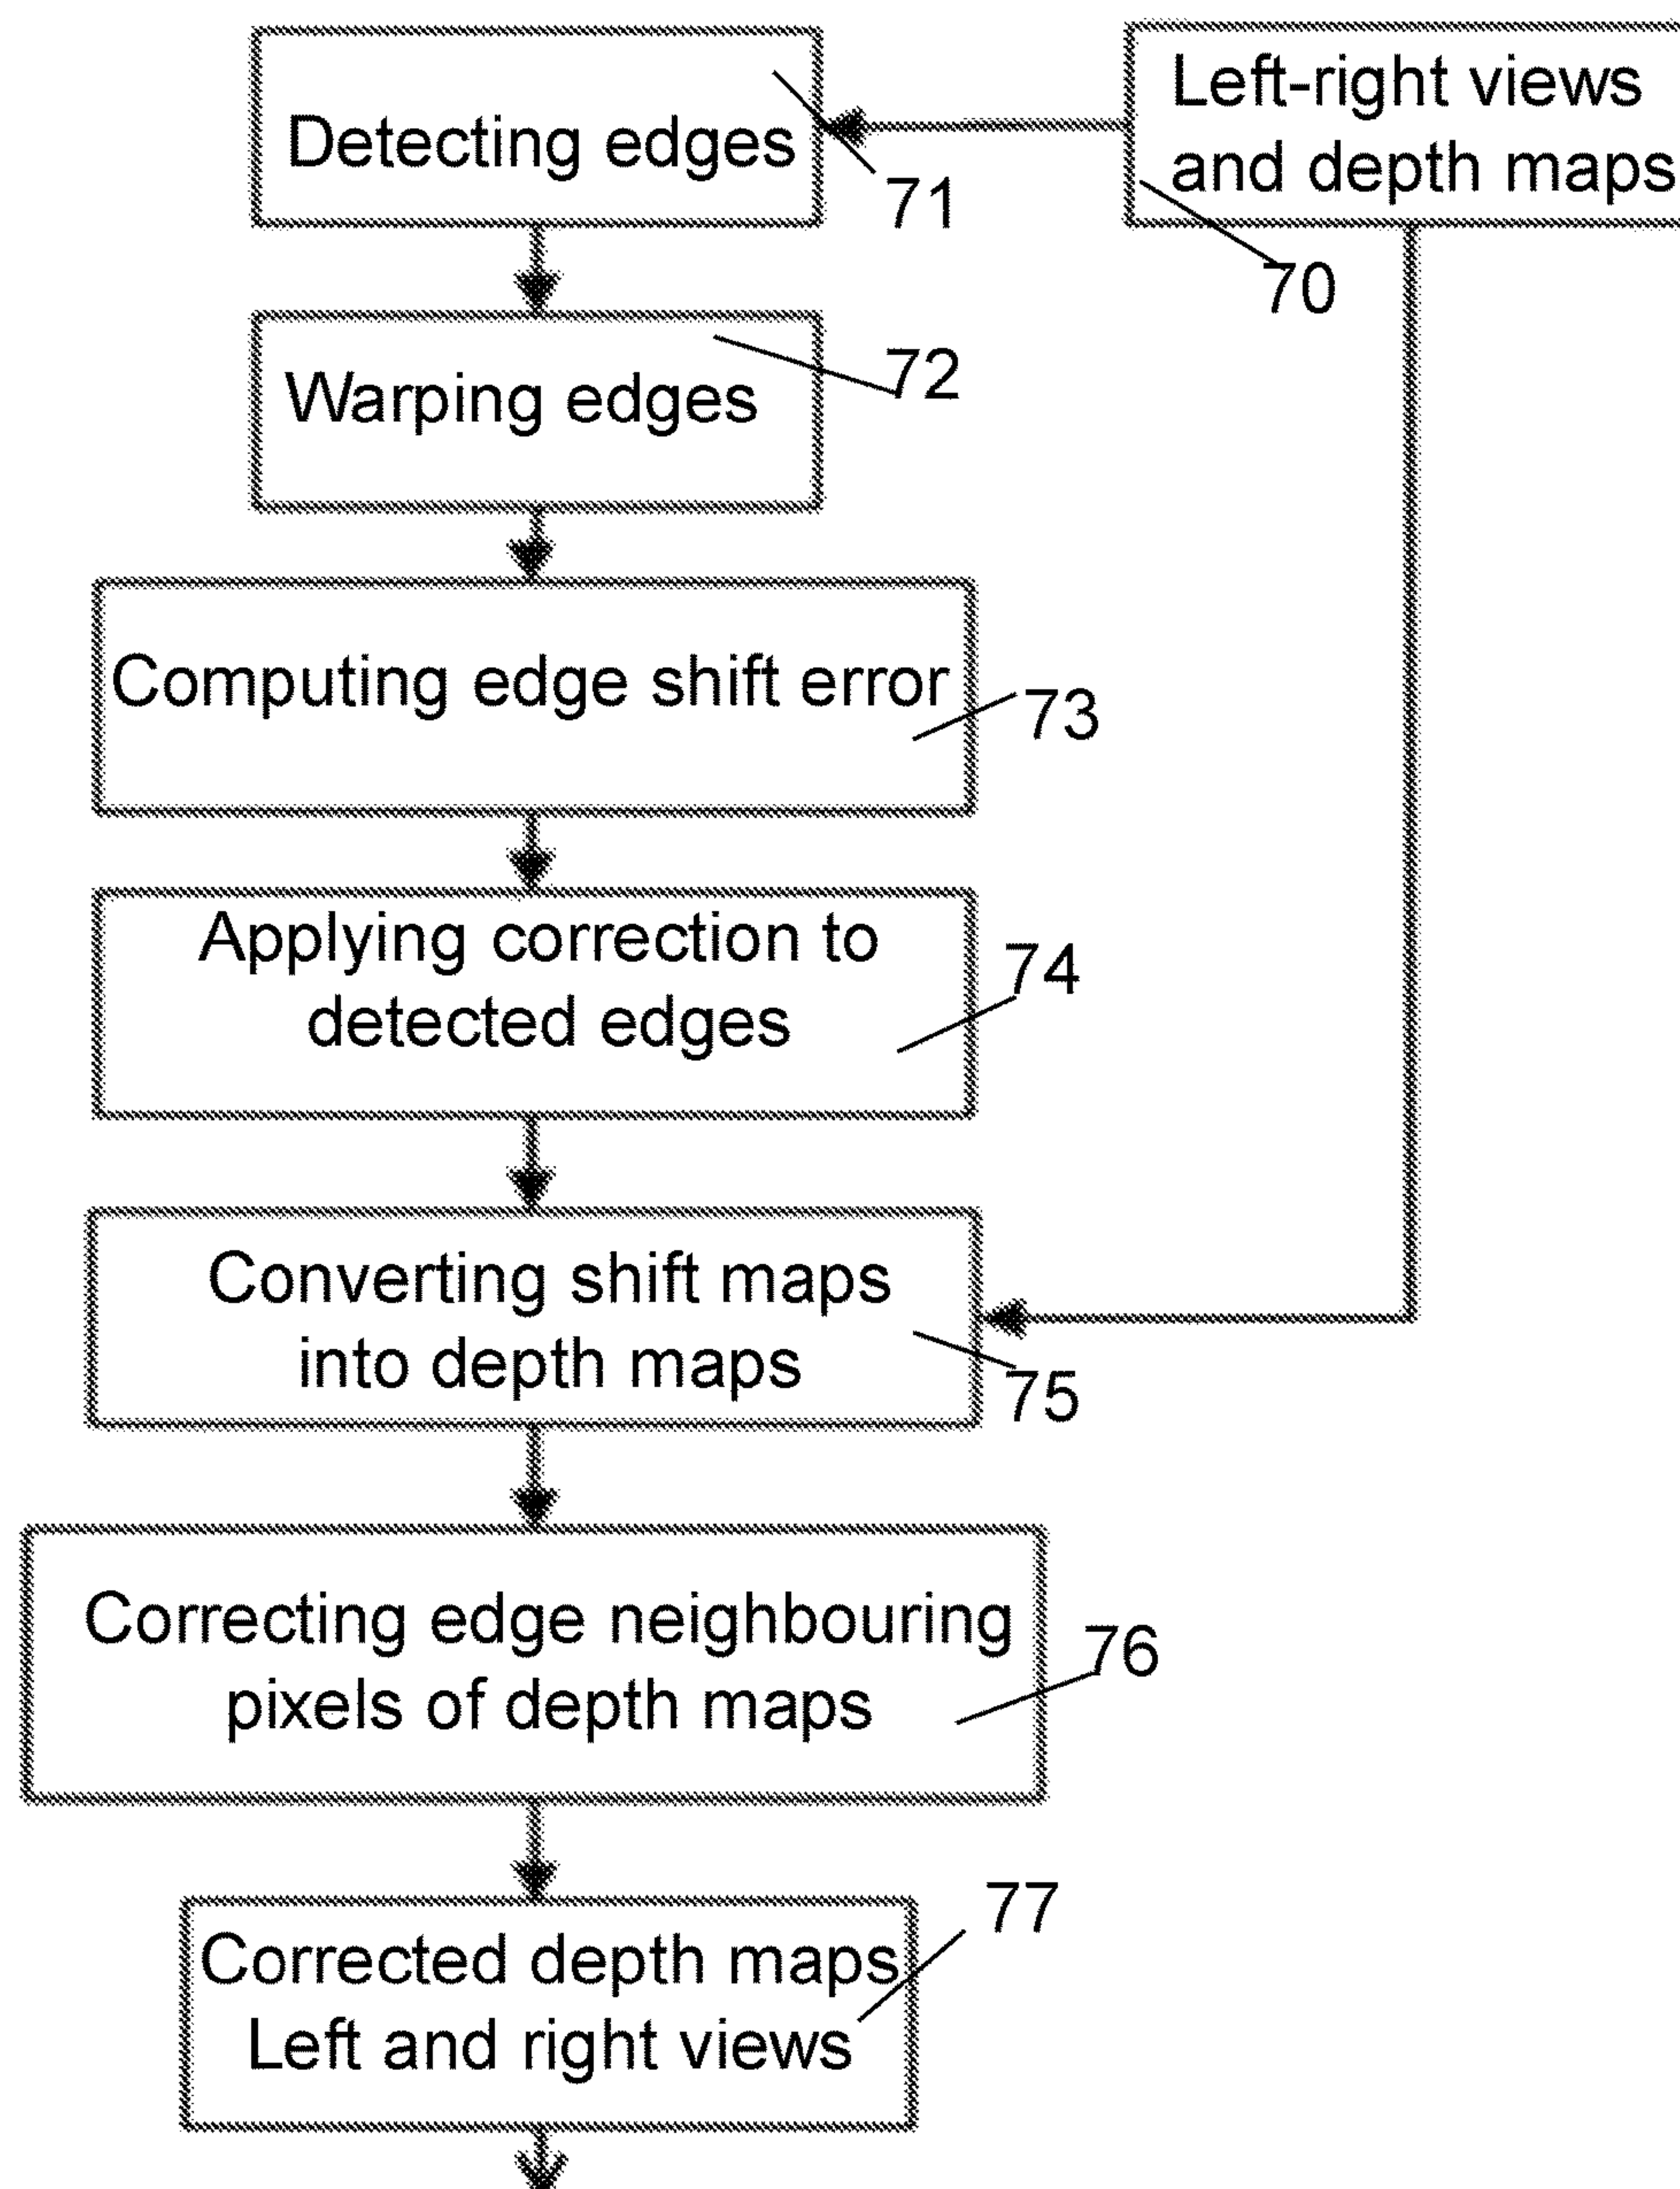 Left-right views
and depth maps
70
Detecting edges
71
Warping edges
72
Computing edge shift error
73
Applying correction to
detected edges
74
Converting shift maps
into depth maps
75
Correcting edge neighbouring
pixels of depth maps
76
Corrected depth maps
Left and right views
77